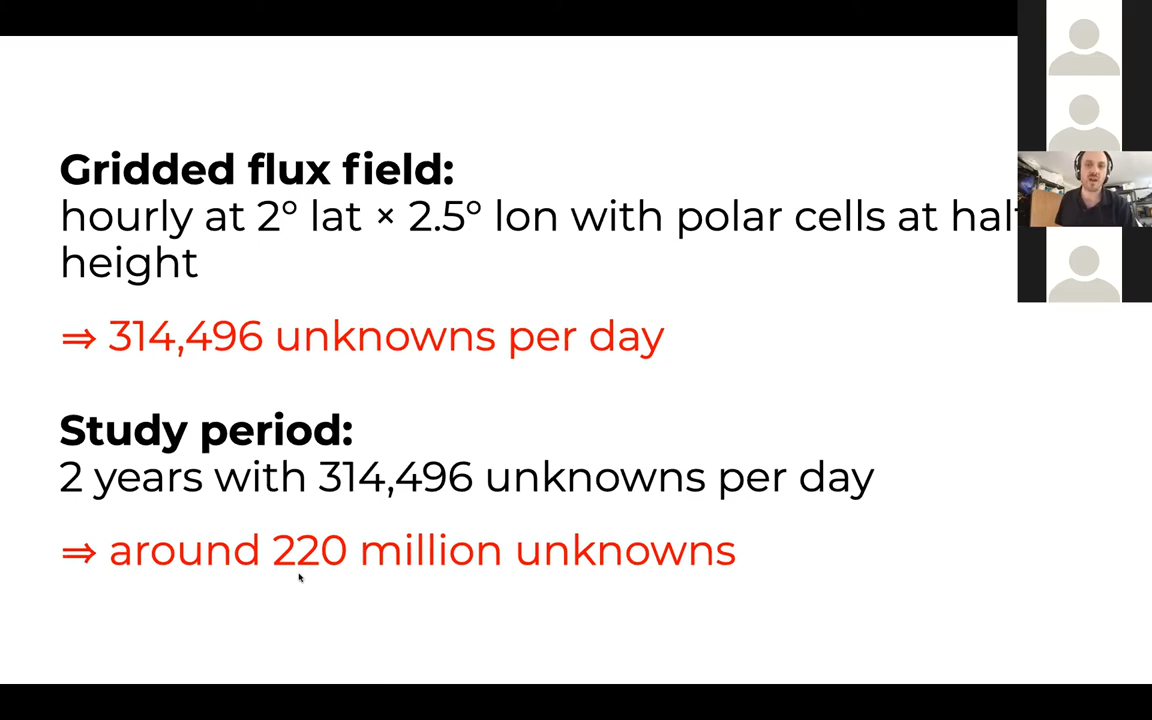 Gridded flux field:
hourly at 2° lat × 2.5° lon with polar cells at half
height
⇒ 314,496 unknowns per day
Study period:
2 years with 314,496 unknowns per day
⇒ around 220 million unknowns